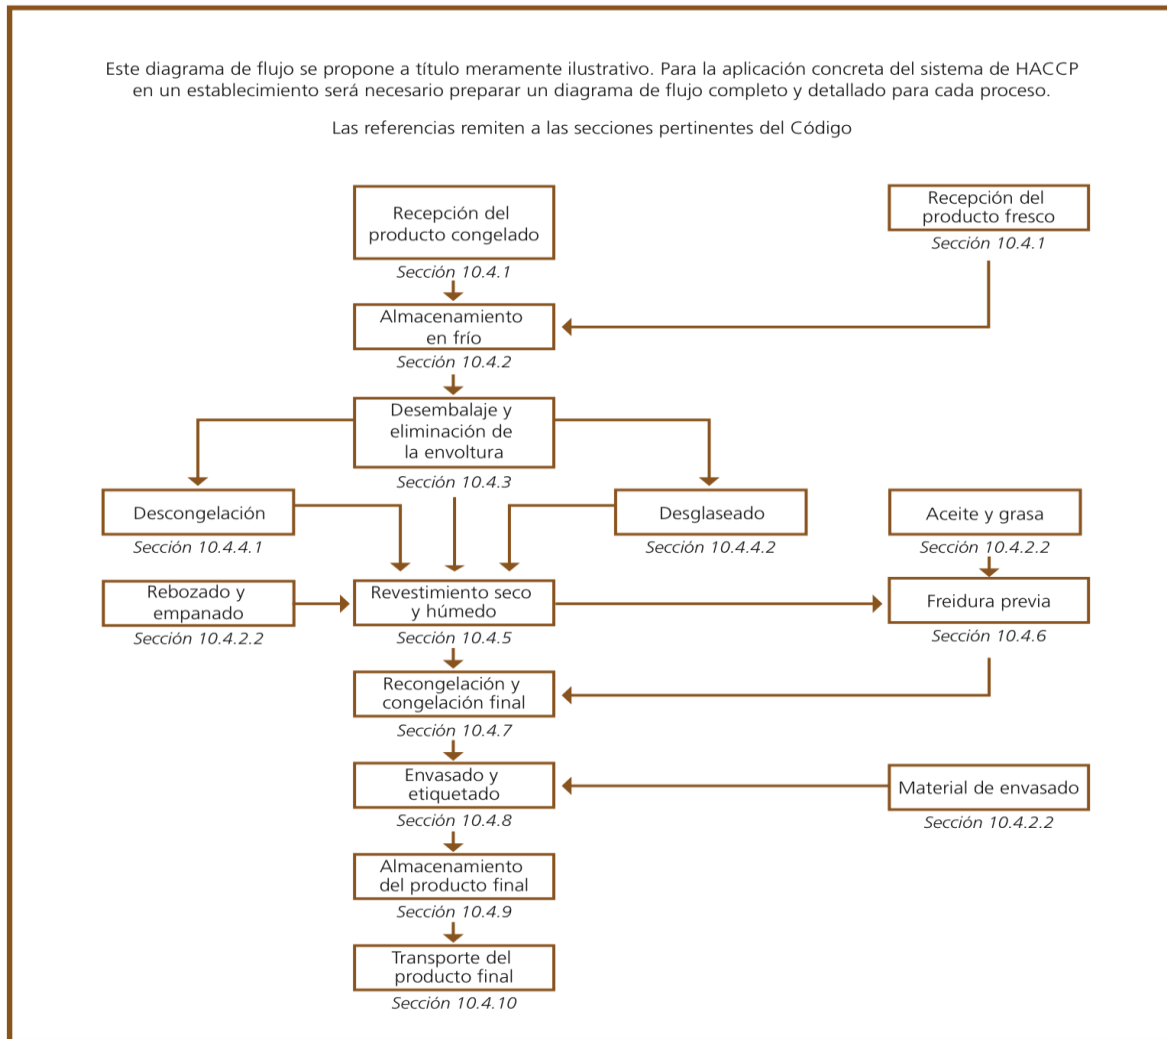 Este diagrama de flujo se propone a título meramente ilustrativo. Para la aplicación concreta del sistema de HACCP
en un establecimiento será necesario preparar un diagrama de flujo completo y detallado para cada proceso.
Las referencias remiten a las secciones pertinentes del Código
Recepción del
producto congelado
Sección 10.4.1
Recepción del
producto fresco
Sección 10.4.1
Almacenamiento
en frío
Sección 10.4.2
Desembalaje y
eliminación de
la envoltura
Sección 10.4.3
Descongelación
Sección 10.4.4.1
Desglaseado
Sección 10.4.4.2
Aceite y grasa
Sección 10.4.2.2
Rebozado y
empanado
Sección 10.4.2.2
Revestimiento seco
y húmedo
Sección 10.4.5
Freidura previa
Sección 10.4.6
Recongelación y
congelación final
Sección 10.4.7
Envasado y
etiquetado
Sección 10.4.8
Material de envasado
Sección 10.4.2.2
Almacenamiento
del producto final
Sección 10.4.9
Transporte del
producto final
Sección 10.4.10